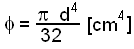 ϕ = π d⁴ / 32 [cm⁴]